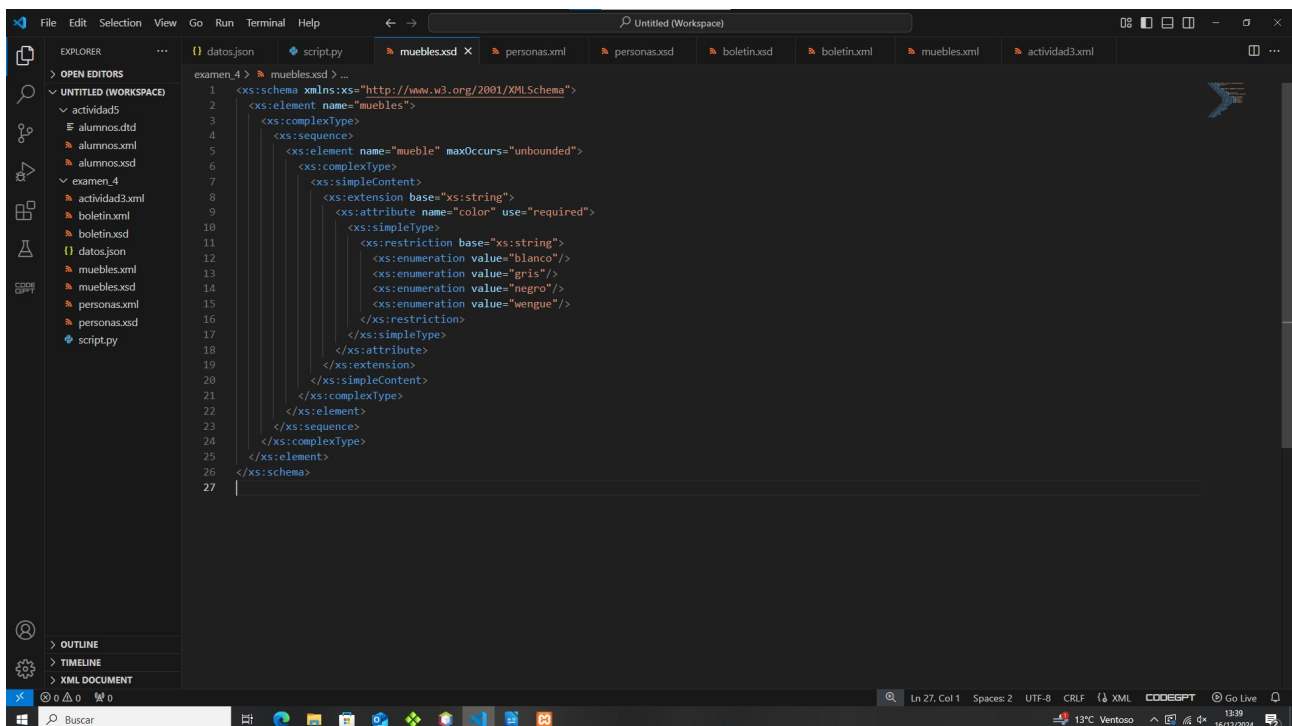 File Edit Selection View Go Run Terminal Help
Untitled (Workspace)
EXPLORER
datos.json script.py muebles.xsd personas.xml personas.xsd boletin.xsd boletin.xml muebles.xml actividad3.xml
OPEN EDITORS
UNTITLED (WORKSPACE)
actividad5
alumnos.dtd
alumnos.xml
alumnos.xsd
examen_4
actividad3.xml
boletin.xml
boletin.xsd
datos.json
muebles.xml
muebles.xsd
personas.xml
personas.xsd
script.py
OUTLINE
TIMELINE
XML DOCUMENT
CODE
GPT
examen_4 > muebles.xsd > ...
1 <xs:schema xmlns:xs="http://www.w3.org/2001/XMLSchema">
2 <xs:element name="muebles">
3 <xs:complexType>
4 <xs:sequence>
5 <xs:element name="mueble" maxOccurs="unbounded">
6 <xs:complexType>
7 <xs:simpleContent>
8 <xs:extension base="xs:string">
9 <xs:attribute name="color" use="required">
10 <xs:simpleType>
11 <xs:restriction base="xs:string">
12 <xs:enumeration value="blanco"/>
13 <xs:enumeration value="gris"/>
14 <xs:enumeration value="negro"/>
15 <xs:enumeration value="wengue"/>
16 </xs:restriction>
17 </xs:simpleType>
18 </xs:attribute>
19 </xs:extension>
20 </xs:simpleContent>
21 </xs:complexType>
22 </xs:element>
23 </xs:sequence>
24 </xs:complexType>
25 </xs:element>
26 </xs:schema>
27
0 0 0
Ln 27, Col 1 Spaces: 2 UTF-8 CRLF XML CODEGPT Go Live
Buscar
13°C Ventoso
13:39
16/12/2024